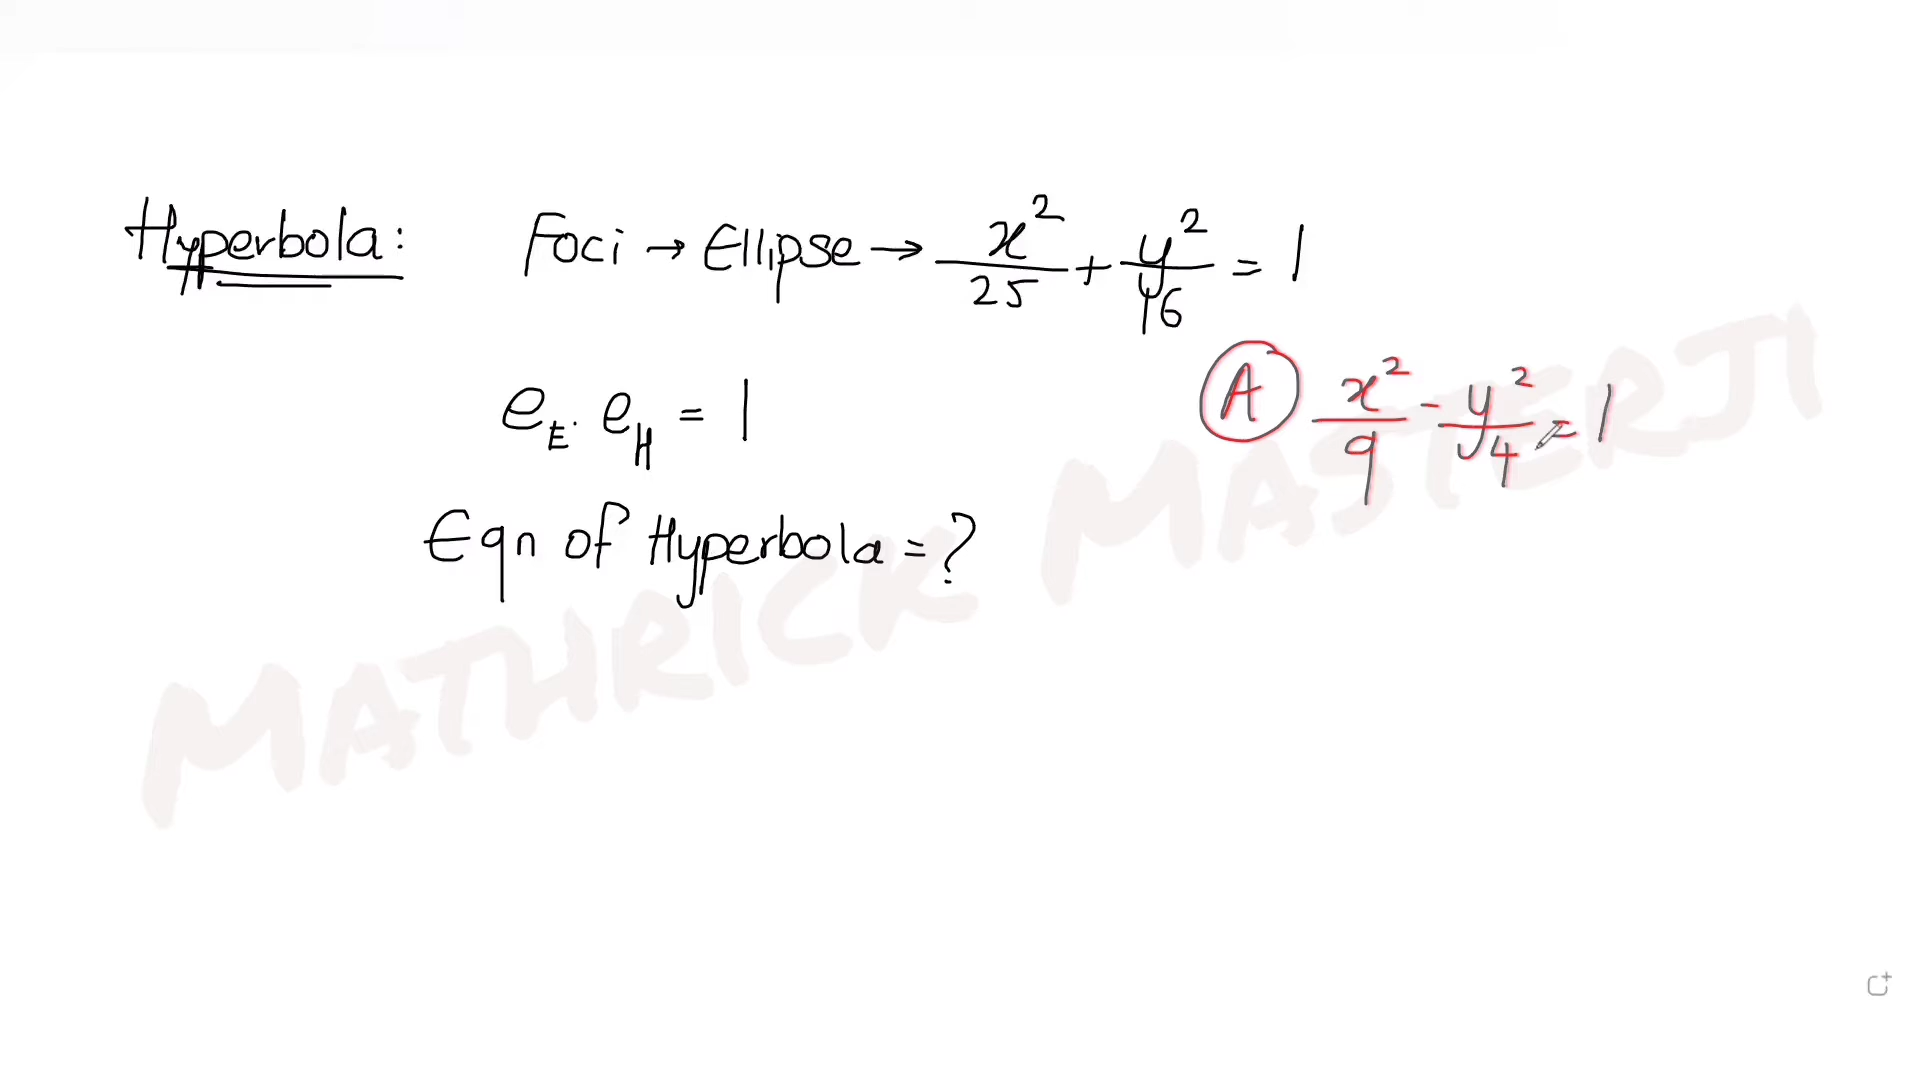 Hyperbola: Foci → Ellipse → x²/25 + y²/16 = 1
e_E . e_H = 1
(A) x²/9 - y²/4 = 1
Eqn of Hyperbola = ?
MATHRICK MASTERJI